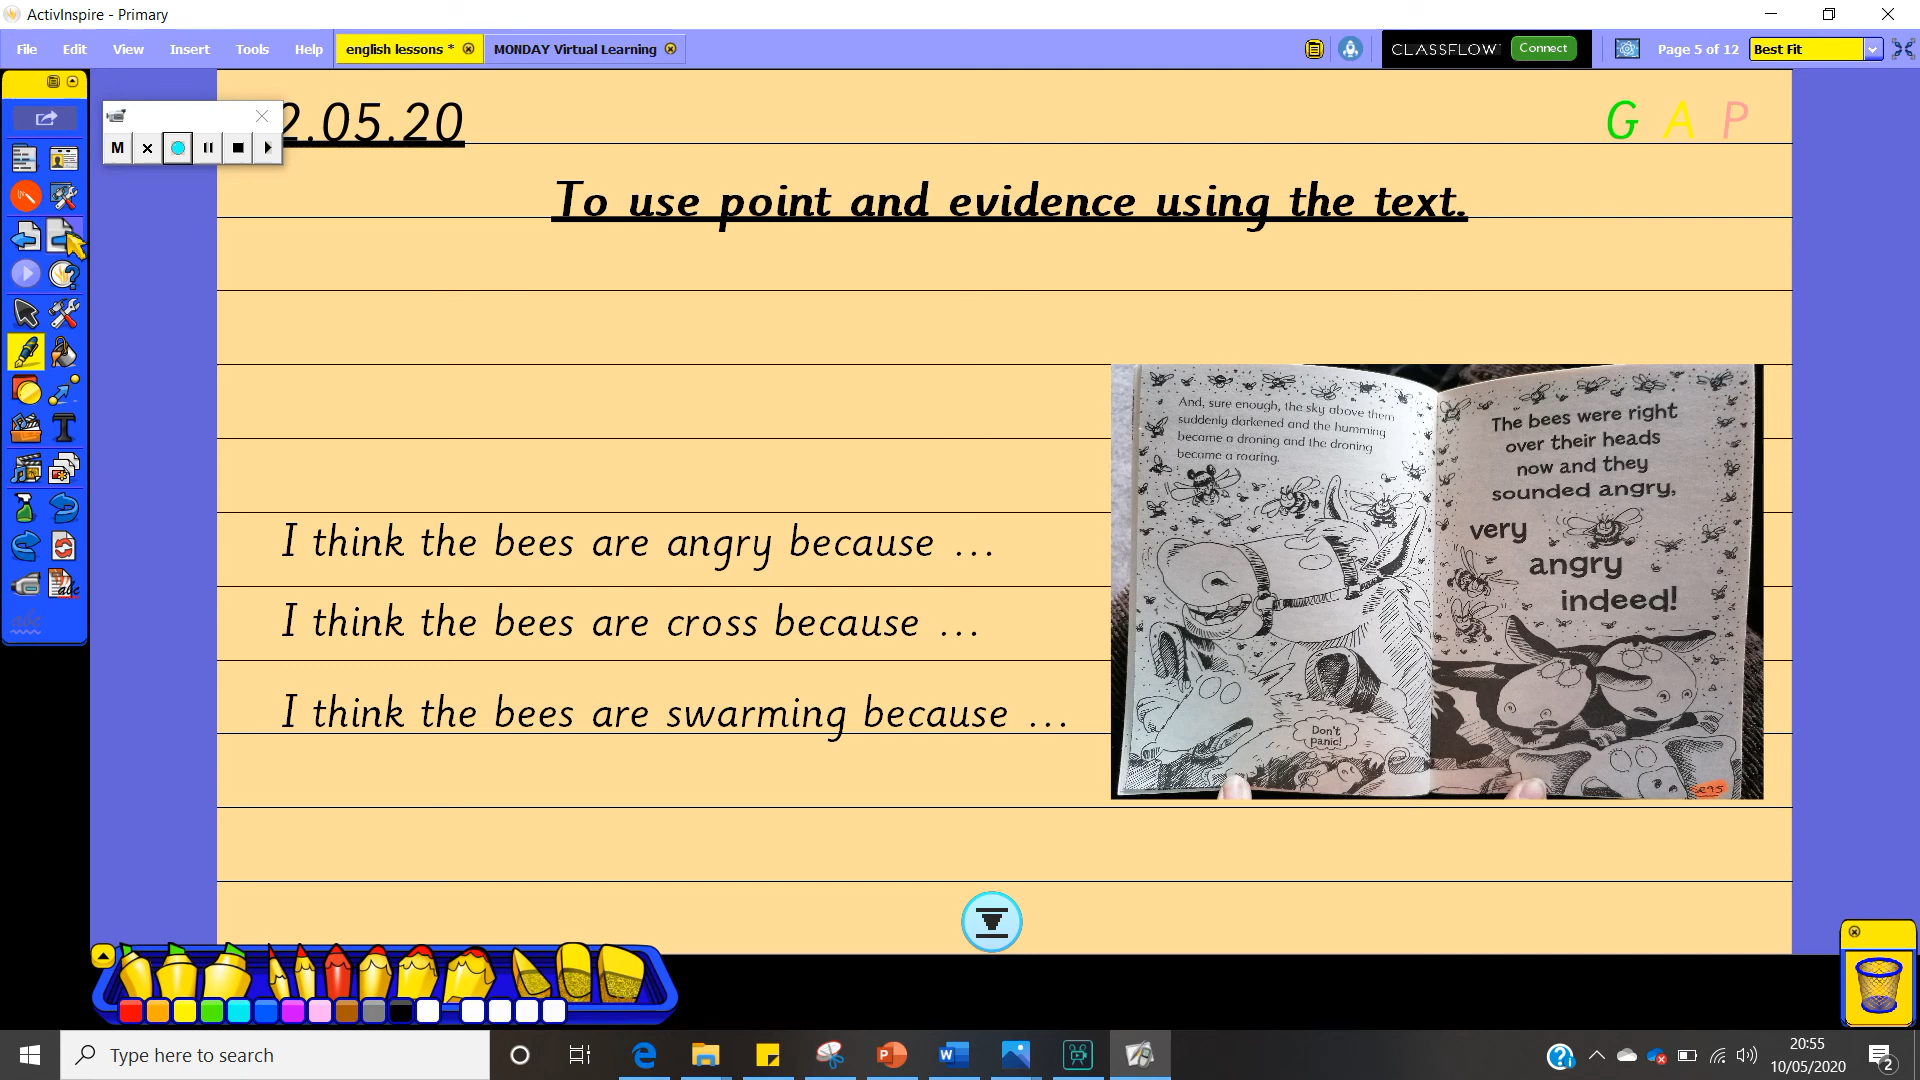 ActivInspire - Primary
File Edit View Insert Tools Help
english lessons *
MONDAY Virtual Learning
CLASSFLOW Connect
Page 5 of 12
Best Fit
M
2.05.20
G A P
To use point and evidence using the text.
I think the bees are angry because ...
I think the bees are cross because ...
I think the bees are swarming because ...
And, sure enough, the sky above them
suddenly darkened and the humming
became a droning and the droning
became a roaring.
Don't
panic!
The bees were right
over their heads
now and they
sounded angry,
very
angry
indeed!
Type here to search
20:55
10/05/2020
2